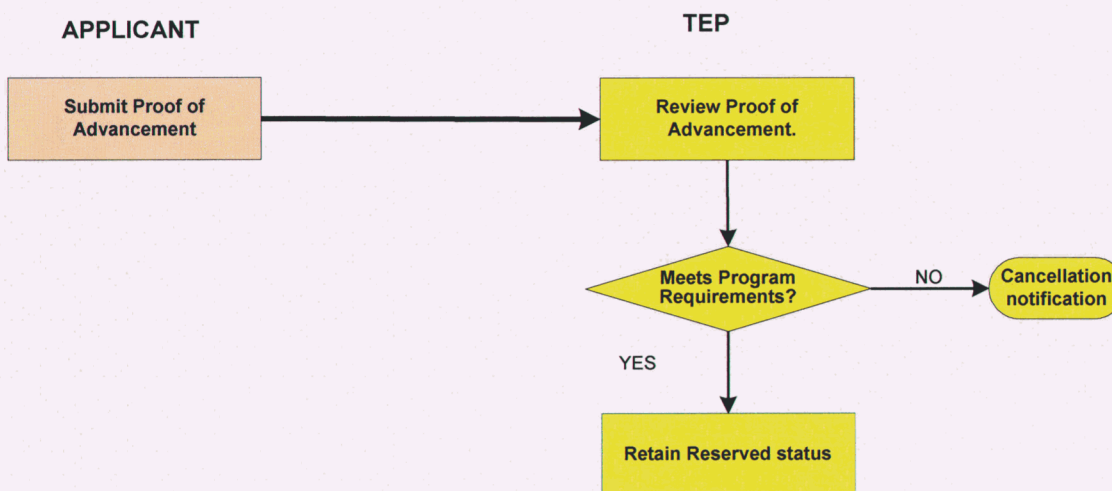 APPLICANT
TEP
Submit Proof of
Advancement
Review Proof of
Advancement.
Meets Program
Requirements?
NO
Cancellation
notification
YES
Retain Reserved status